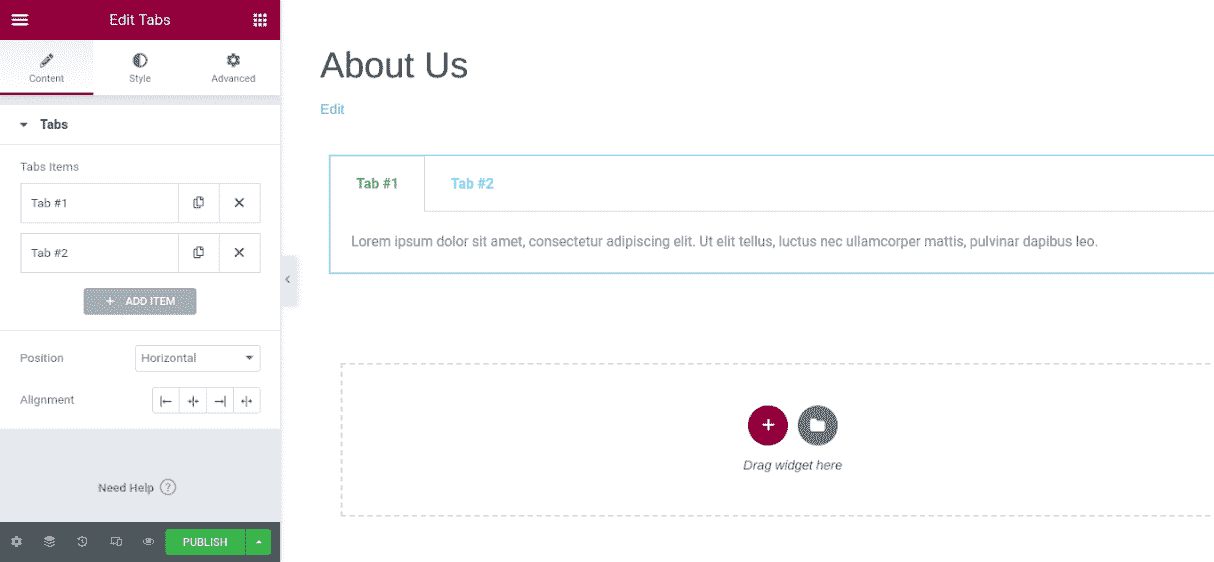 Edit Tabs
Content
Style
Advanced
Tabs
Tabs Items
Tab #1
Tab #2
+ ADD ITEM
Position
Horizontal
Alignment
Need Help ?
PUBLISH
About Us
Edit
Tab #1
Tab #2
Lorem ipsum dolor sit amet, consectetur adipiscing elit. Ut elit tellus, luctus nec ullamcorper mattis, pulvinar dapibus leo.
Drag widget here